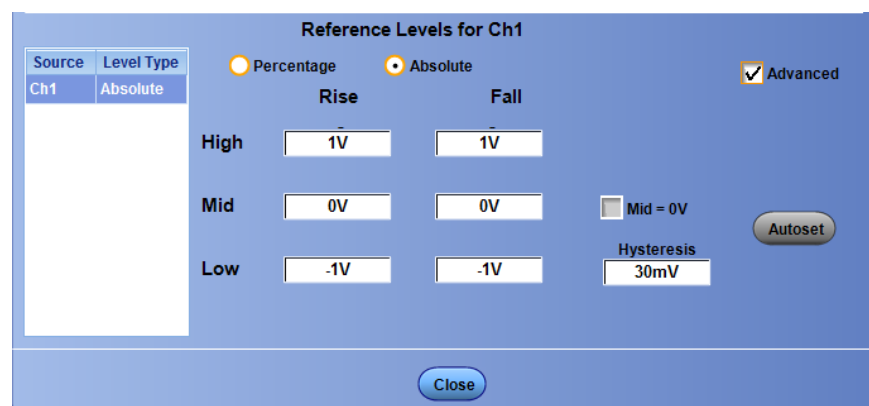 Reference Levels for Ch1
Source Level Type
Percentage Absolute
Advanced
Ch1 Absolute
Rise Fall
High 1V 1V
Mid 0V 0V Mid = 0V
Autoset
Hysteresis
Low -1V -1V 30mV
Close